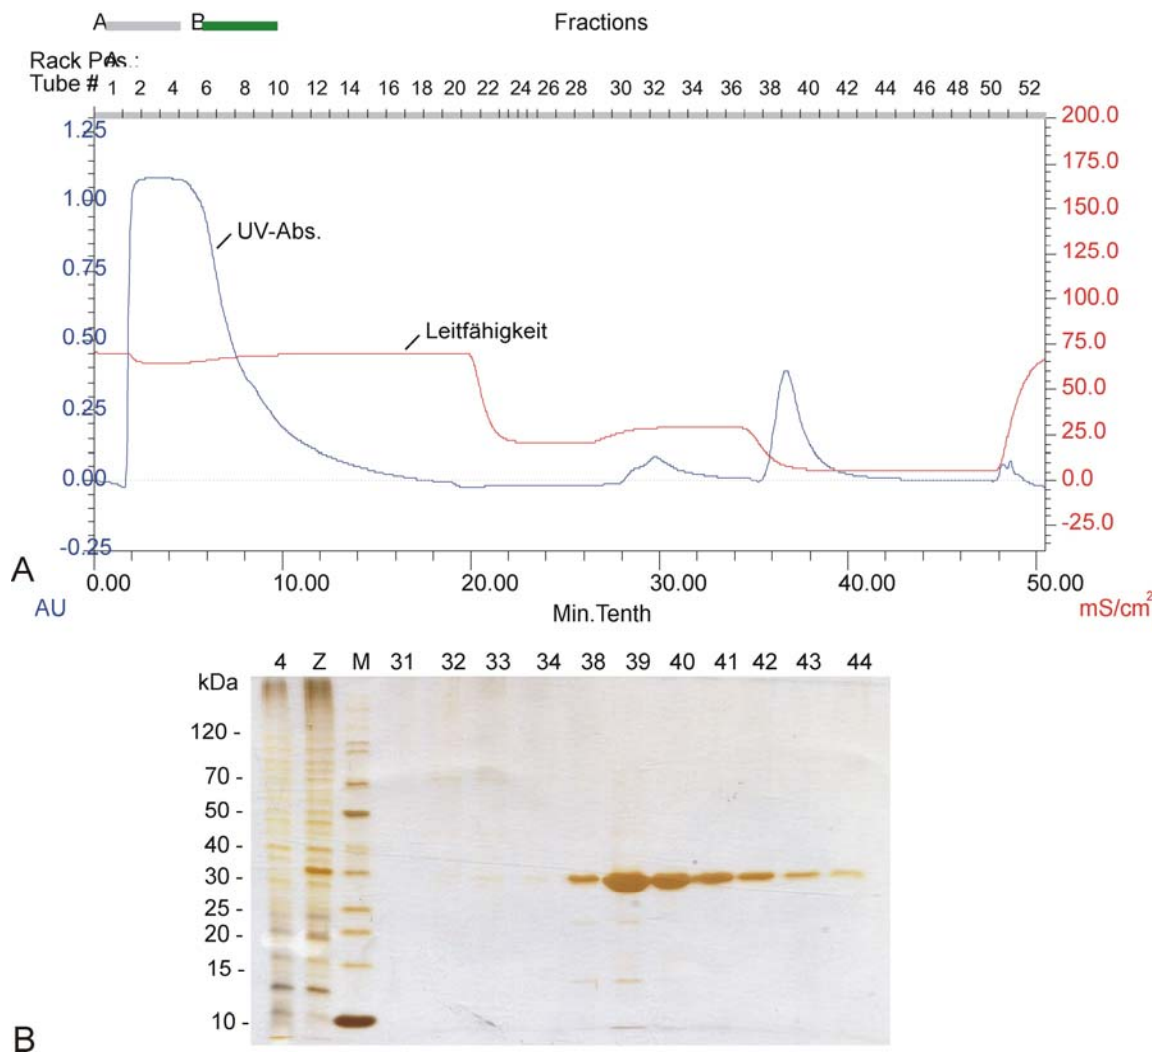 A B Fractions
Rack Pos.: A
Tube # 1 2 4 6 8 10 12 14 16 18 20 22 24 26 28 30 32 34 36 38 40 42 44 46 48 50 52
1.25 200.0
175.0
1.00 150.0
UV-Abs.
0.75 125.0
100.0
0.50 Leitfähigkeit 75.0
50.0
0.25 25.0
0.00 0.0
-25.0
-0.25
A
0.00 10.00 20.00 30.00 40.00 50.00
AU Min.Tenth mS/cm²
4 Z M 31 32 33 34 38 39 40 41 42 43 44
kDa
120 -
70 -
50 -
40 -
30 -
25 -
20 -
15 -
10 -
B